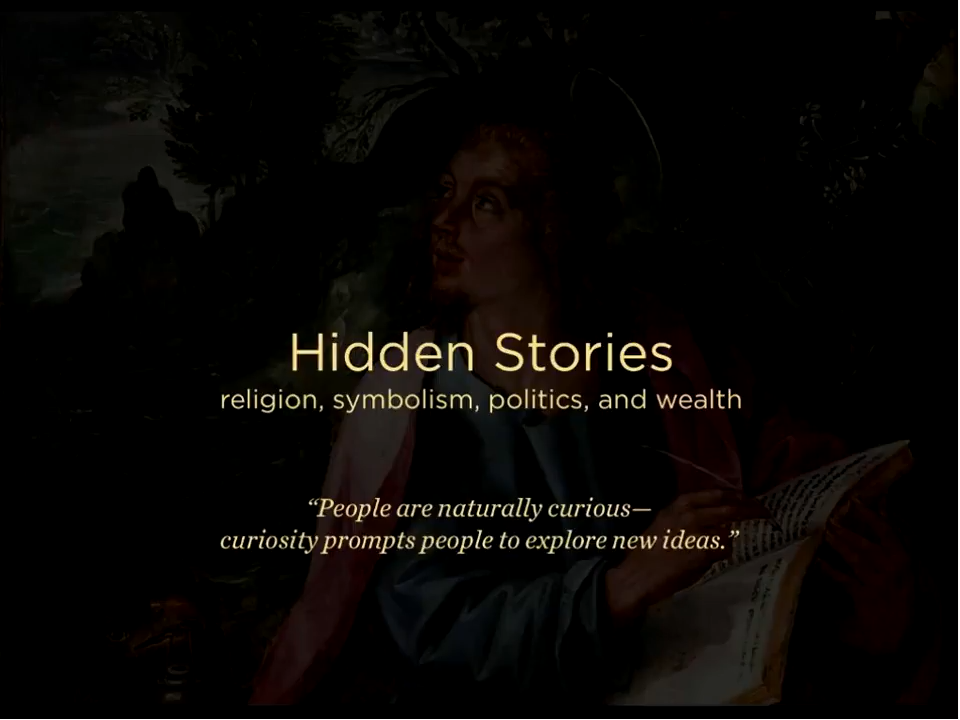 Hidden Stories
religion, symbolism, politics, and wealth
“People are naturally curious—
curiosity prompts people to explore new ideas.”